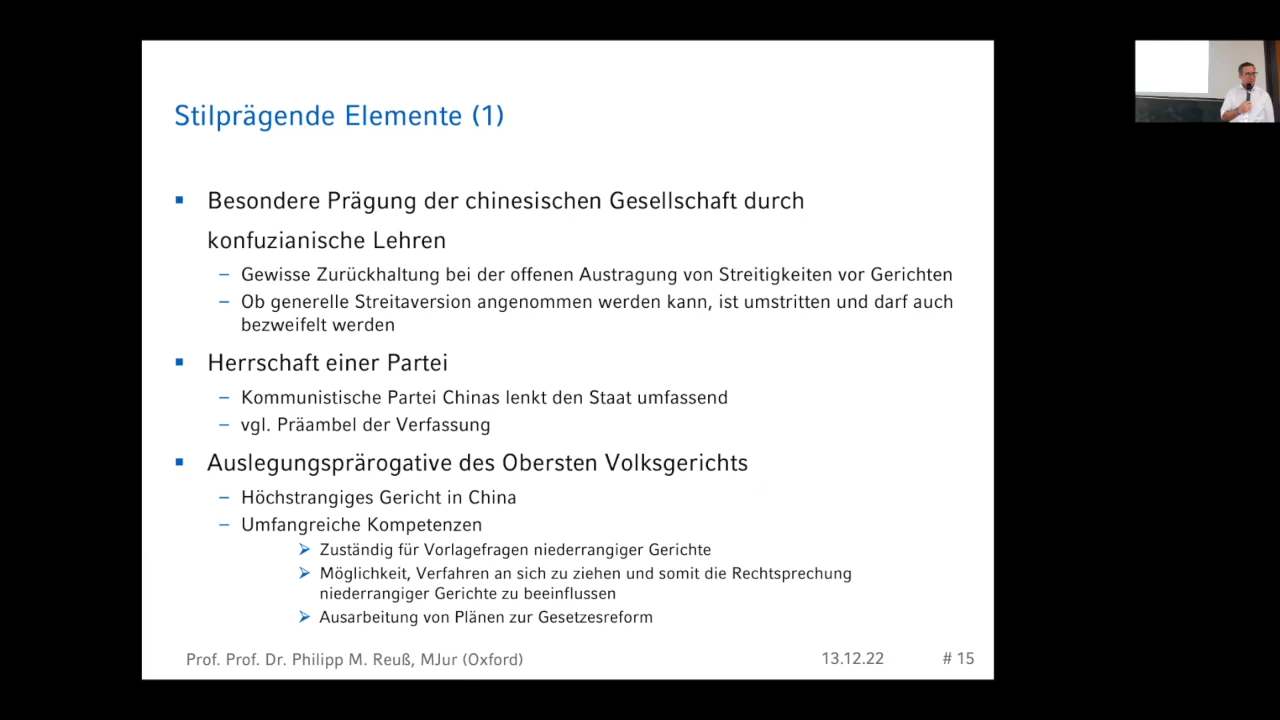 Stilprägende Elemente (1)
▪ Besondere Prägung der chinesischen Gesellschaft durch
konfuzianische Lehren
– Gewisse Zurückhaltung bei der offenen Austragung von Streitigkeiten vor Gerichten
– Ob generelle Streitaversion angenommen werden kann, ist umstritten und darf auch
bezweifelt werden
▪ Herrschaft einer Partei
– Kommunistische Partei Chinas lenkt den Staat umfassend
– vgl. Präambel der Verfassung
▪ Auslegungsprärogative des Obersten Volksgerichts
– Höchstrangiges Gericht in China
– Umfangreiche Kompetenzen
➢ Zuständig für Vorlagefragen niederrangiger Gerichte
➢ Möglichkeit, Verfahren an sich zu ziehen und somit die Rechtsprechung
niederrangiger Gerichte zu beeinflussen
➢ Ausarbeitung von Plänen zur Gesetzesreform
Prof. Prof. Dr. Philipp M. Reuß, MJur (Oxford) 13.12.22 # 15